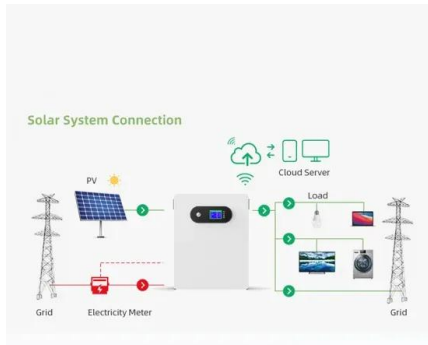 Solar System Connection
Cloud Server
PV
Load
Grid
Electricity Meter
Grid